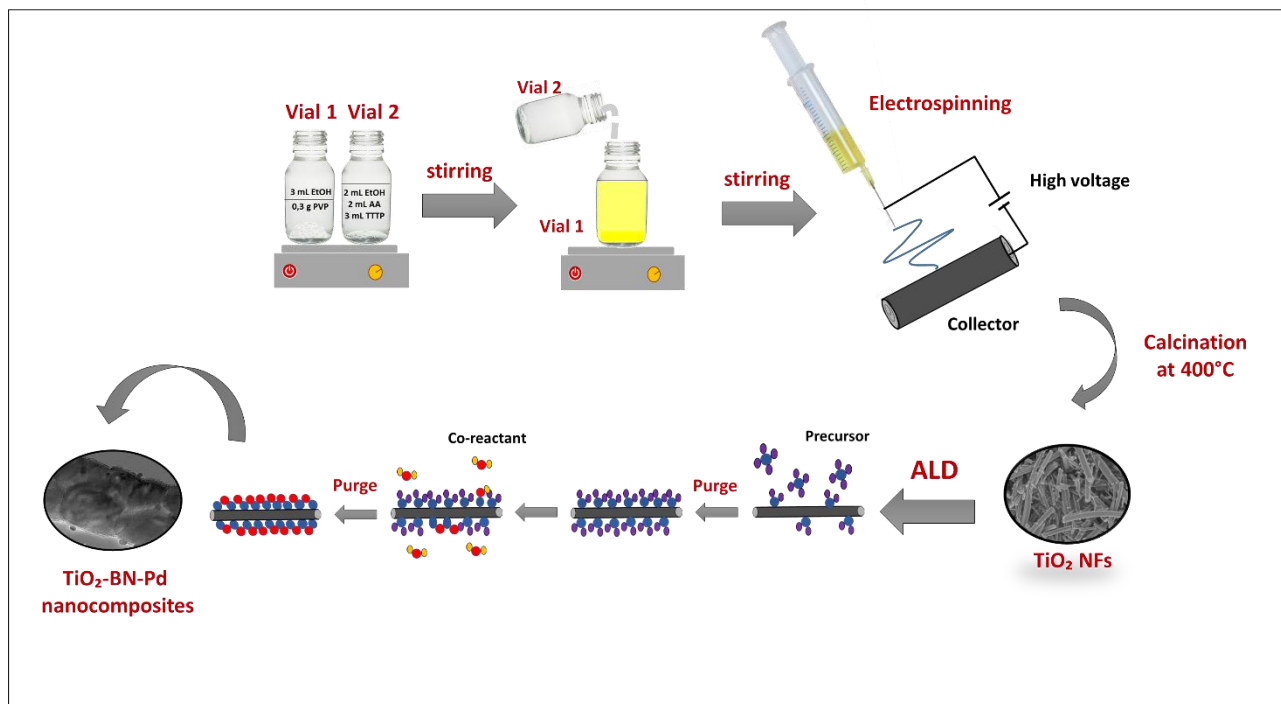 Vial 1
Vial 2
3 mL EtOH
0,3 g PVP
2 mL EtOH
2 mL AA
3 mL TTTP
stirring
Vial 2
Vial 1
stirring
Electrospinning
High voltage
Collector
Calcination
at 400°C
TiO₂ NFs
ALD
Precursor
Purge
Co-reactant
Purge
TiO₂-BN-Pd
nanocomposites